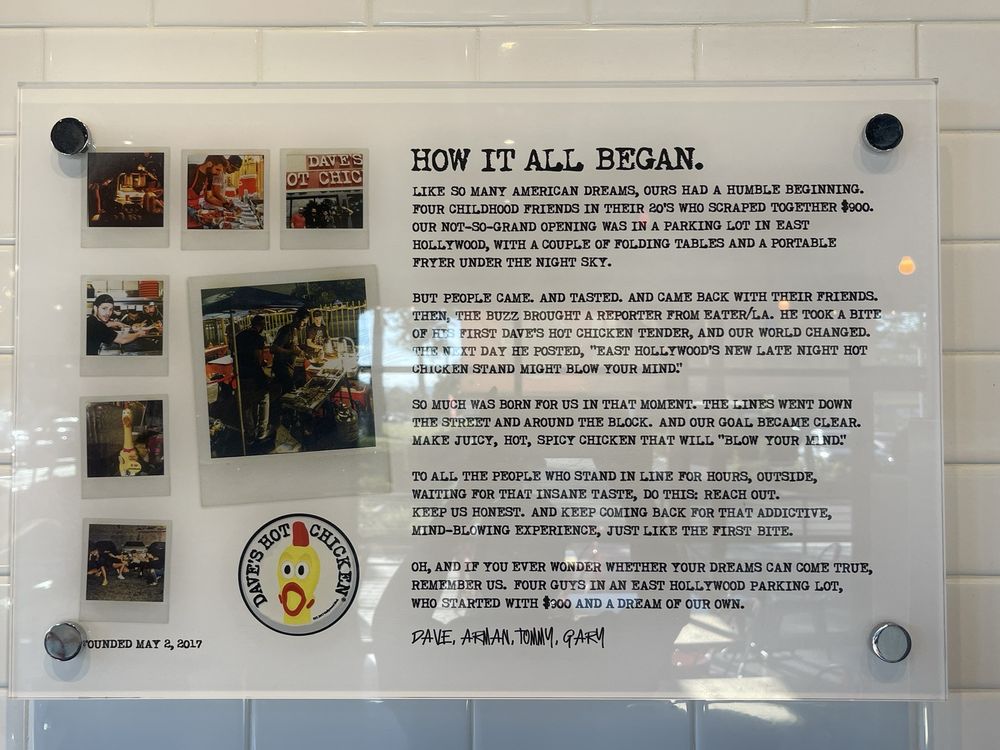 DAVE'S
OT CHIC
HOW IT ALL BEGAN.
LIKE SO MANY AMERICAN DREAMS, OURS HAD A HUMBLE BEGINNING.
FOUR CHILDHOOD FRIENDS IN THEIR 20'S WHO SCRAPED TOGETHER $900.
OUR NOT-SO-GRAND OPENING WAS IN A PARKING LOT IN EAST
HOLLYWOOD, WITH A COUPLE OF FOLDING TABLES AND A PORTABLE
FRYER UNDER THE NIGHT SKY.
BUT PEOPLE CAME. AND TASTED. AND CAME BACK WITH THEIR FRIENDS.
THEN, THE BUZZ BROUGHT A REPORTER FROM EATER/LA. HE TOOK A BITE
OF HIS FIRST DAVE'S HOT CHICKEN TENDER, AND OUR WORLD CHANGED.
THE NEXT DAY HE POSTED, "EAST HOLLYWOOD'S NEW LATE NIGHT HOT
CHICKEN STAND MIGHT BLOW YOUR MIND."
SO MUCH WAS BORN FOR US IN THAT MOMENT. THE LINES WENT DOWN
THE STREET AND AROUND THE BLOCK. AND OUR GOAL BECAME CLEAR.
MAKE JUICY, HOT, SPICY CHICKEN THAT WILL "BLOW YOUR MIND."
TO ALL THE PEOPLE WHO STAND IN LINE FOR HOURS, OUTSIDE,
WAITING FOR THAT INSANE TASTE, DO THIS: REACH OUT.
KEEP US HONEST. AND KEEP COMING BACK FOR THAT ADDICTIVE,
MIND-BLOWING EXPERIENCE, JUST LIKE THE FIRST BITE.
OH, AND IF YOU EVER WONDER WHETHER YOUR DREAMS CAN COME TRUE,
REMEMBER US. FOUR GUYS IN AN EAST HOLLYWOOD PARKING LOT,
WHO STARTED WITH $900 AND A DREAM OF OUR OWN.
DAVE, ARMAN, TOMMY, GARY
DAVE'S HOT CHICKEN
FOUNDED MAY 2, 2017